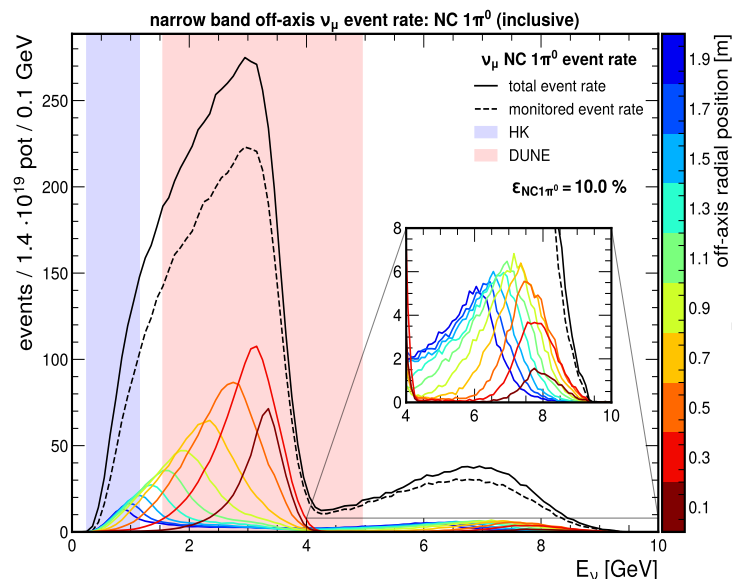 narrow band off-axis νμ event rate: NC 1π⁰ (inclusive)
events / 1.4 ·10¹⁹ pot / 0.1 GeV
250
200
150
100
50
0
νμ NC 1π⁰ event rate
total event rate
monitored event rate
HK
DUNE
εNC1π⁰ = 10.0 %
8
6
4
2
0
4 6 8 10
0 2 4 6 8 10
Eν [GeV]
1.9
1.7
1.5
1.3
1.1
0.9
0.7
0.5
0.3
0.1
off-axis radial position [m]